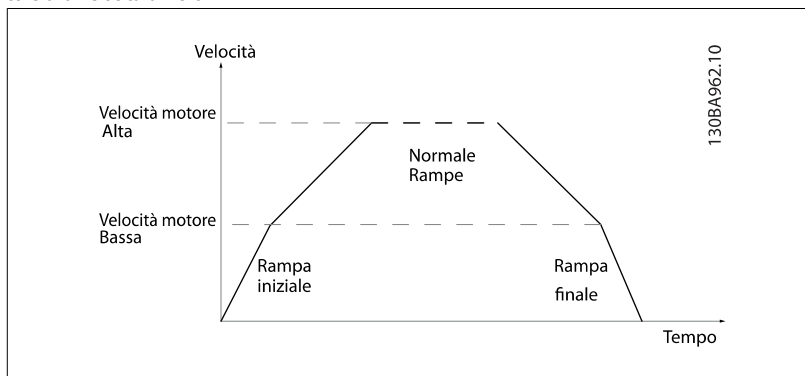 Velocità
130BA962.10
Velocità motore
Alta
Normale
Rampe
Velocità motore
Bassa
Rampa
iniziale
Rampa
finale
Tempo